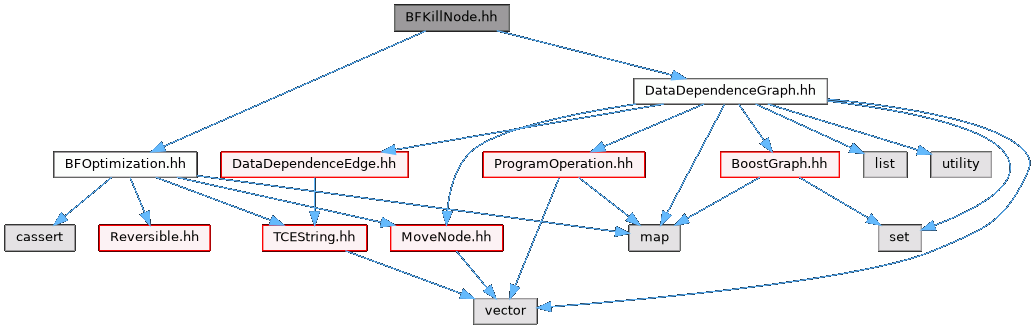 BFKillNode.hh
DataDependenceGraph.hh
BFOptimization.hh
DataDependenceEdge.hh
ProgramOperation.hh
BoostGraph.hh
list
utility
cassert
Reversible.hh
TCEString.hh
MoveNode.hh
map
set
vector